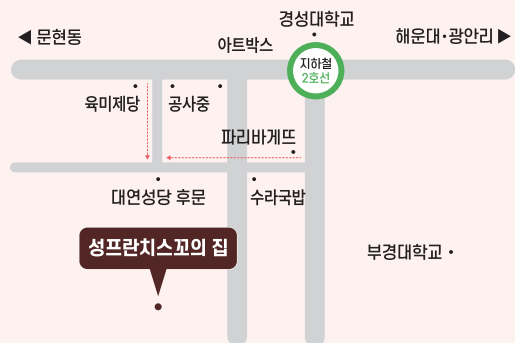 경성대학교
◀ 문현동
아트박스
해운대·광안리 ▶
지하철
2호선
육미제당
공사중
파리바게뜨
대연성당 후문
수라국밥
성프란치스꼬의 집
부경대학교